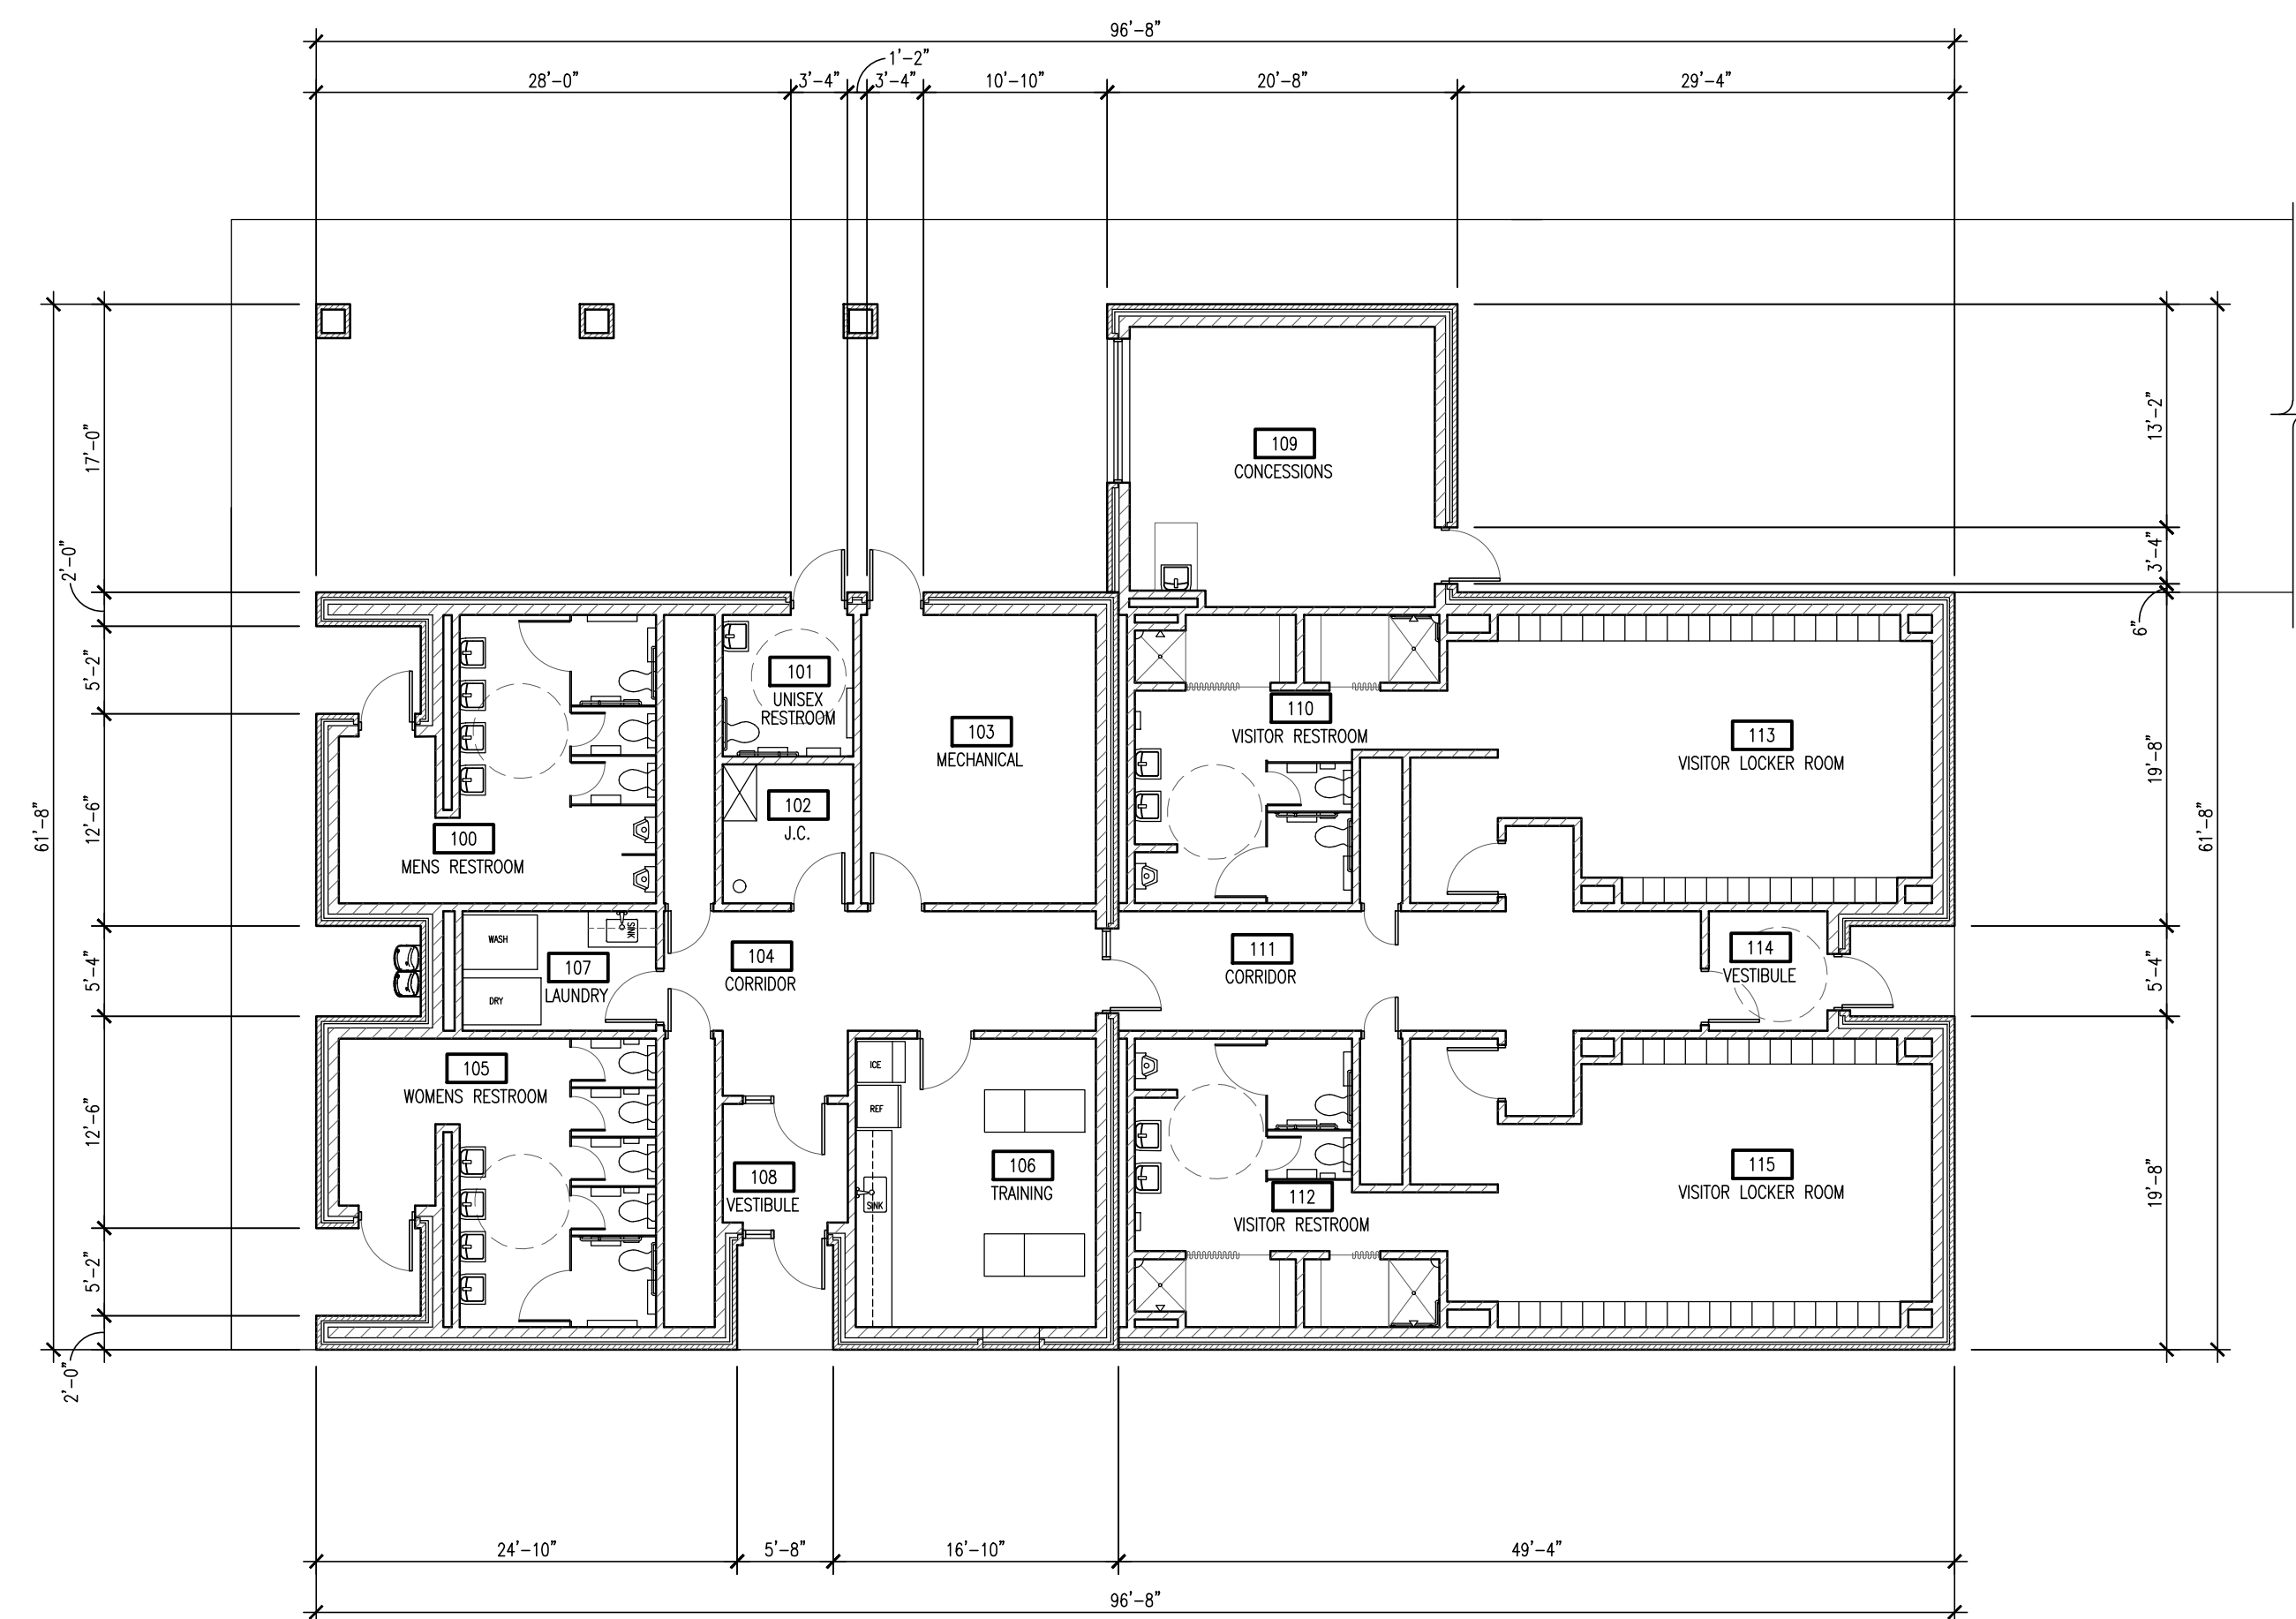 96'-8"
1'-2"
28'-0"
3'-4"
3'-4"
10'-10"
20'-8"
29'-4"
17'-0"
13'-2"
109
CONCESSIONS
2'-0"
3'-4"
6"
5'-2"
101
UNISEX
RESTROOM
103
MECHANICAL
110
VISITOR RESTROOM
113
VISITOR LOCKER ROOM
19'-8"
61'-8"
12'-6"
100
MENS RESTROOM
102
J.C.
61'-8"
WASH
SINK
107
LAUNDRY
DRY
104
CORRIDOR
111
CORRIDOR
114
VESTIBULE
5'-4"
5'-4"
12'-6"
105
WOMENS RESTROOM
ICE
REF
108
VESTIBULE
SINK
106
TRAINING
112
VISITOR RESTROOM
115
VISITOR LOCKER ROOM
19'-8"
5'-2"
2'-0"
24'-10"
5'-8"
16'-10"
49'-4"
96'-8"